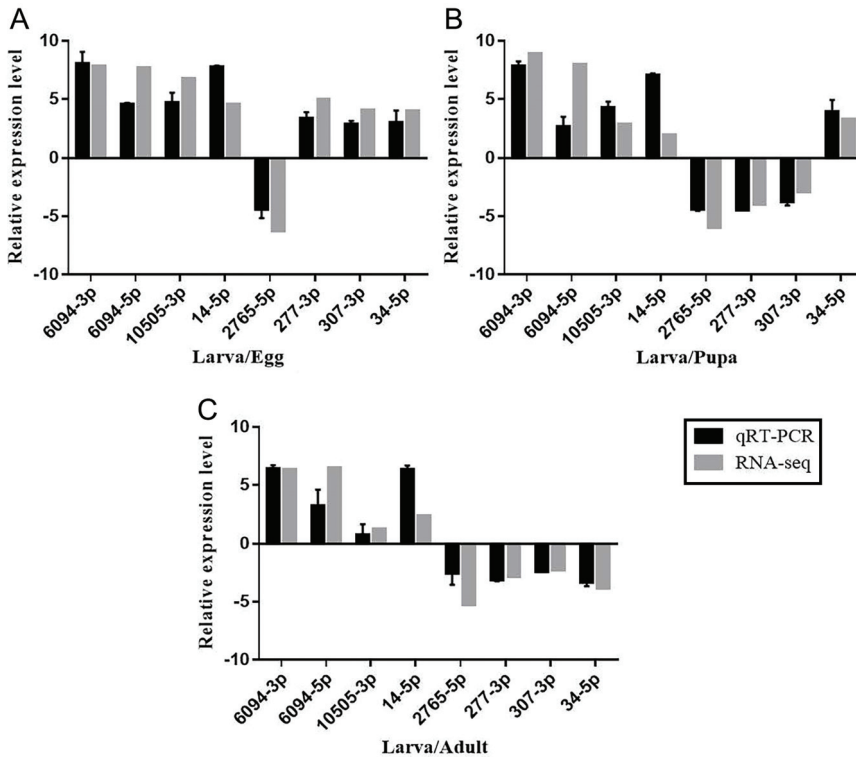 A
Relative expression level
10
5
0
-5
-10
6094-3p
6094-5p
10505-3p
14-5p
2765-5p
277-3p
307-3p
34-5p
Larva/Egg
B
Relative expression level
10
5
0
-5
-10
6094-3p
6094-5p
10505-3p
14-5p
2765-5p
277-3p
307-3p
34-5p
Larva/Pupa
C
Relative expression level
10
5
0
-5
-10
6094-3p
6094-5p
10505-3p
14-5p
2765-5p
277-3p
307-3p
34-5p
Larva/Adult
qRT-PCR
RNA-seq